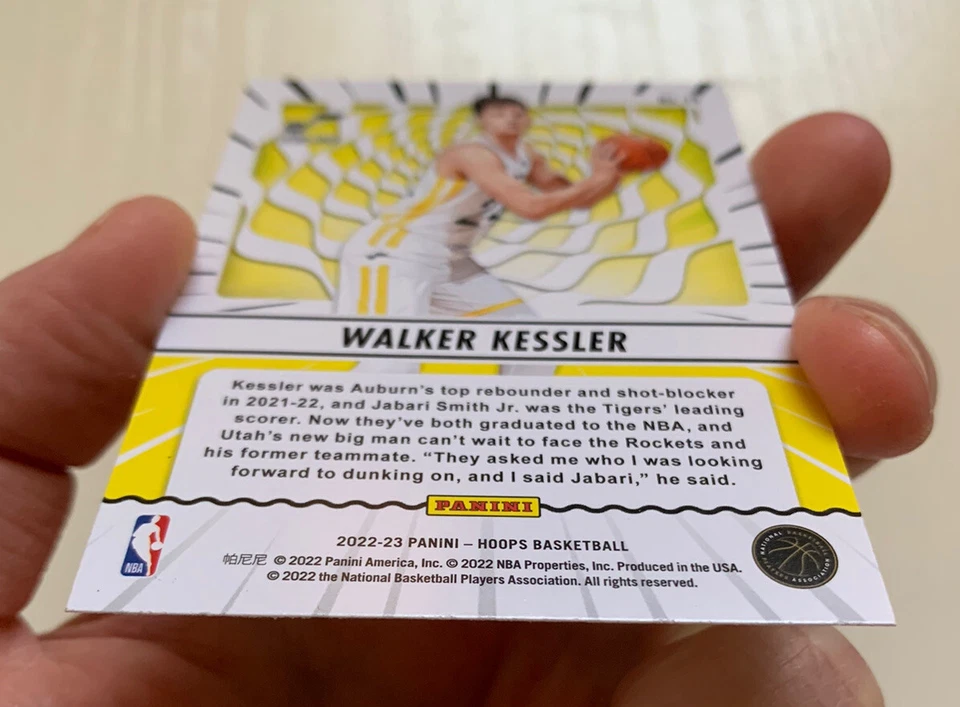 WALKER KESSLER
Kessler was Auburn's top rebounder and shot-blocker
in 2021-22, and Jabari Smith Jr. was the Tigers' leading
scorer. Now they've both graduated to the NBA, and
Utah's new big man can't wait to face the Rockets and
his former teammate. “They asked me who I was looking
forward to dunking on, and I said Jabari,” he said.
PANINI
NBA
2022-23 PANINI – HOOPS BASKETBALL
帕尼尼 © 2022 Panini America, Inc. © 2022 NBA Properties, Inc. Produced in the USA.
© 2022 the National Basketball Players Association. All rights reserved.
NATIONAL BASKETBALL
PLAYERS ASSOCIATION